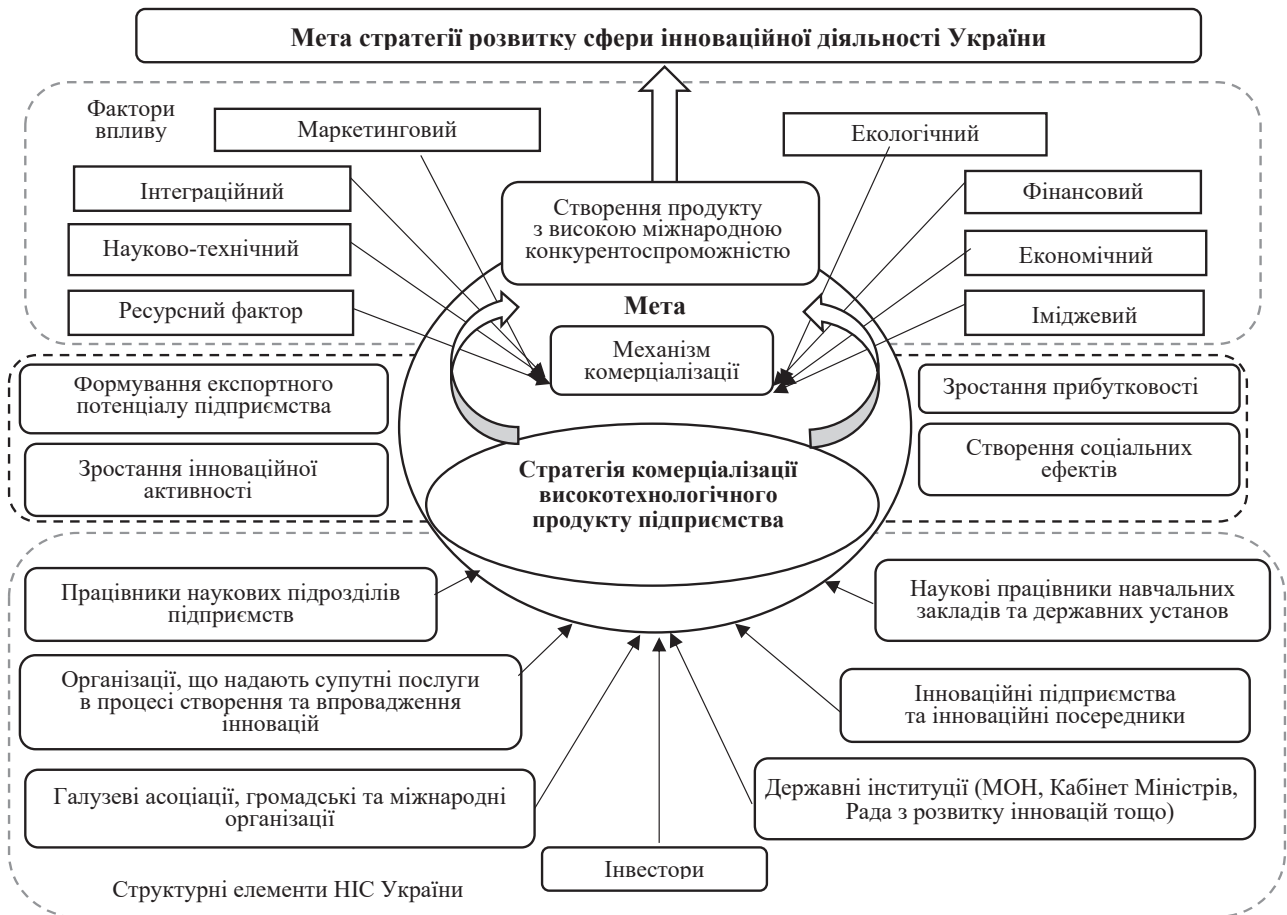 Мета стратегії розвитку сфери інноваційної діяльності України
Фактори
впливу
Маркетинговий
Екологічний
Інтеграційний
Фінансовий
Науково-технічний
Економічний
Ресурсний фактор
Іміджевий
Створення продукту
з високою міжнародною
конкурентоспроможністю
Мета
Механізм
комерціалізації
Формування експортного
потенціалу підприємства
Зростання прибутковості
Зростання інноваційної
активності
Створення соціальних
ефектів
Стратегія комерціалізації
високотехнологічного
продукту підприємства
Працівники наукових підрозділів
підприємств
Наукові працівники навчальних
закладів та державних установ
Організації, що надають супутні послуги
в процесі створення та впровадження
інновацій
Інноваційні підприємства
та інноваційні посередники
Галузеві асоціації, громадські та міжнародні
організації
Державні інституції (МОН, Кабінет Міністрів,
Рада з розвитку інновацій тощо)
Інвестори
Структурні елементи НІС України